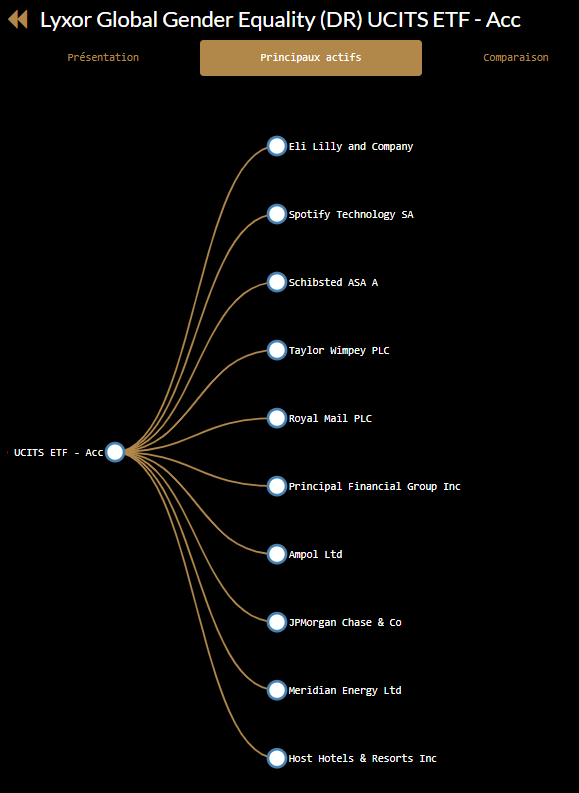 Lyxor Global Gender Equality (DR) UCITS ETF - Acc
Présentation
Principaux actifs
Comparaison
Eli Lilly and Company
Spotify Technology SA
Schibsted ASA A
Taylor Wimpey PLC
Royal Mail PLC
UCITS ETF - Acc
Principal Financial Group Inc
Ampol Ltd
JPMorgan Chase & Co
Meridian Energy Ltd
Host Hotels & Resorts Inc